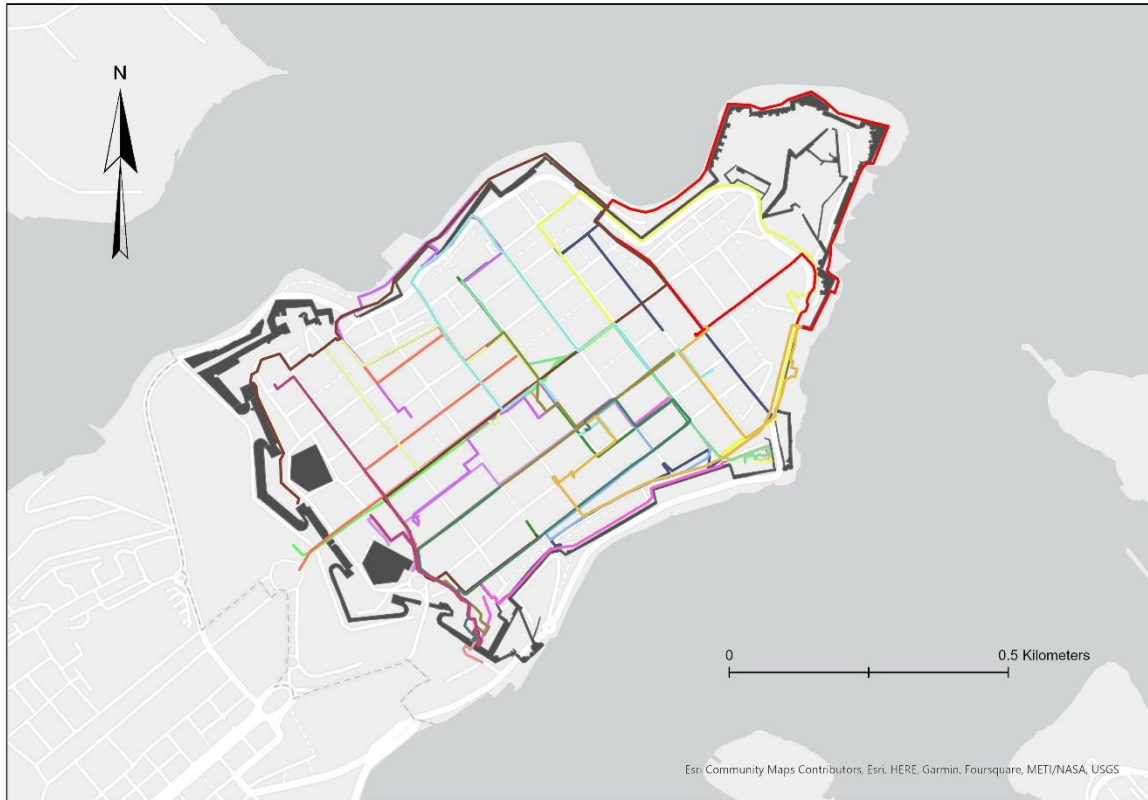 N
0 0.5 Kilometers
Esri Community Maps Contributors, Esri, HERE, Garmin, Foursquare, METI/NASA, USGS